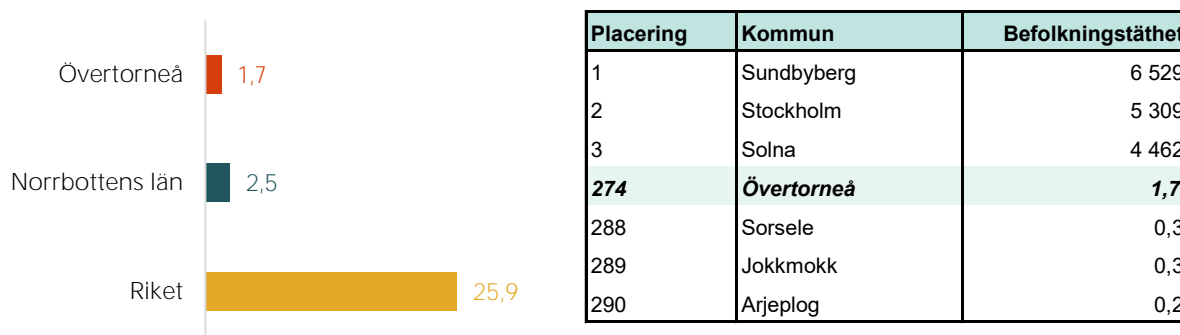 Övertorneå 1,7
Norrbottens län 2,5
Riket 25,9
Placering Kommun Befolkningstäthet
1 Sundbyberg 6 529
2 Stockholm 5 309
3 Solna 4 462
274 Övertorneå 1,7
288 Sorsele 0,3
289 Jokkmokk 0,3
290 Arjeplog 0,2